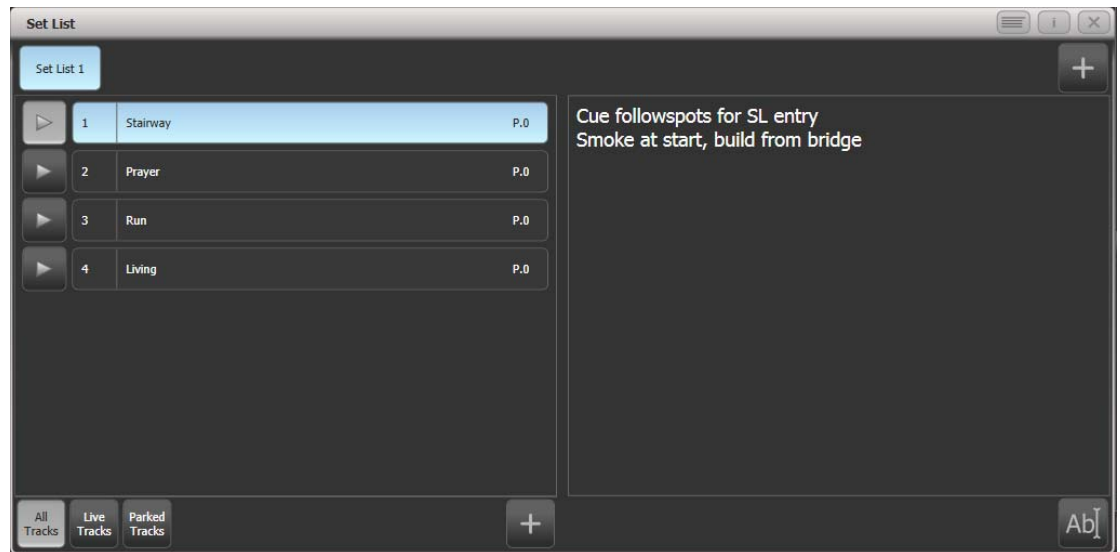 Set List
i
Set List 1
1 Stairway P.0
2 Prayer P.0
3 Run P.0
4 Living P.0
Cue followspots for SL entry
Smoke at start, build from bridge
All Tracks
Live Tracks
Parked Tracks
Ab